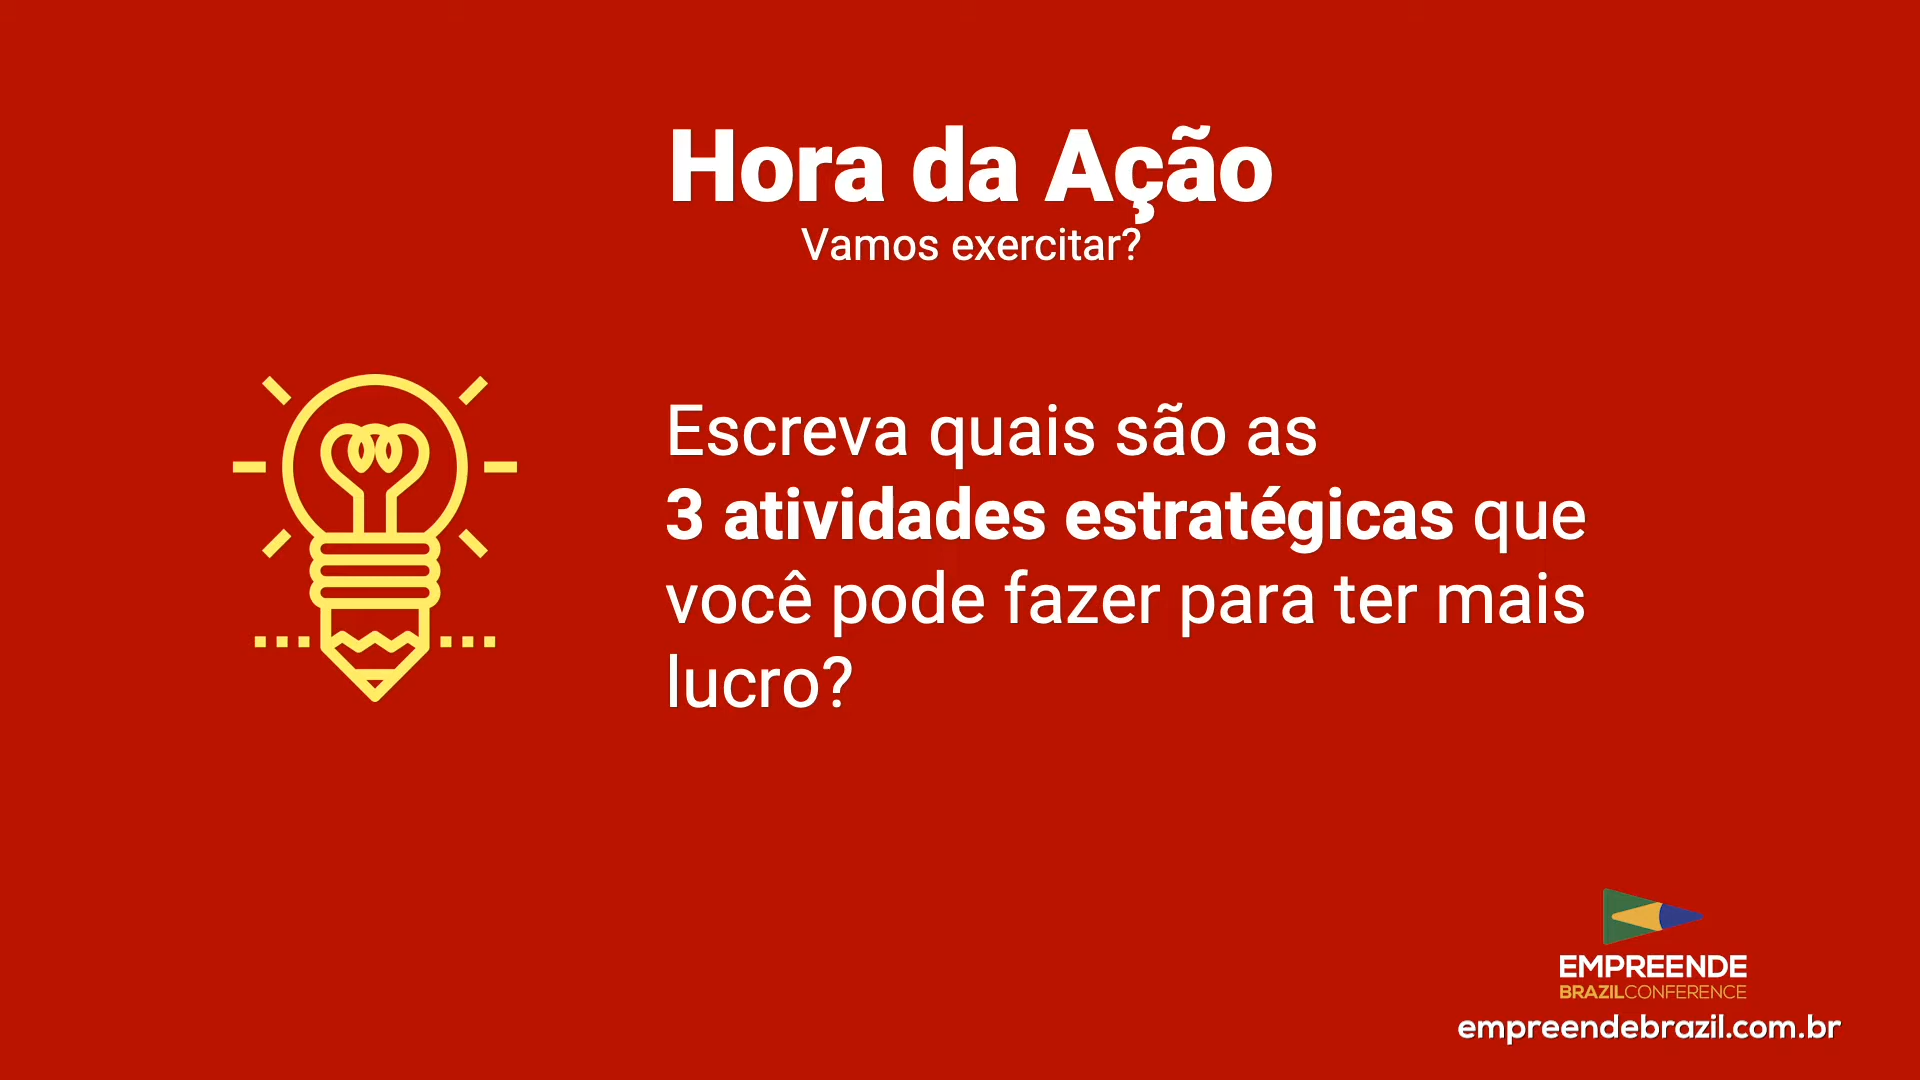 Hora da Ação
Vamos exercitar?
Escreva quais são as
3 atividades estratégicas que
você pode fazer para ter mais
lucro?
EMPREENDE
BRAZILCONFERENCE
empreendebrazil.com.br